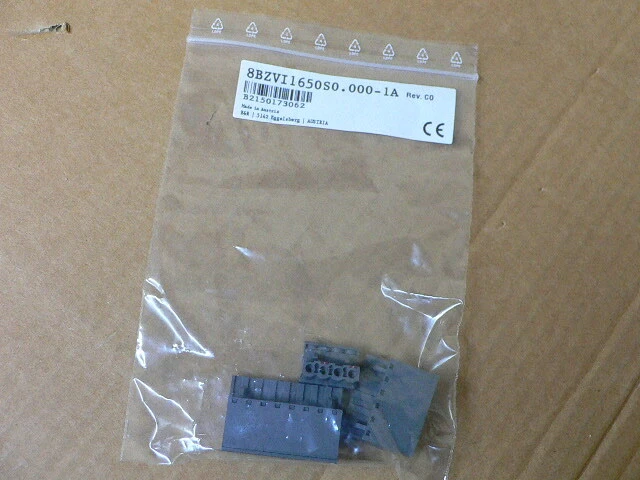 8BZVI1650S0.000-1A Rev. C0
B2150173062
Made in Austria
B&R | 5142 Eggelsberg | AUSTRIA
CE